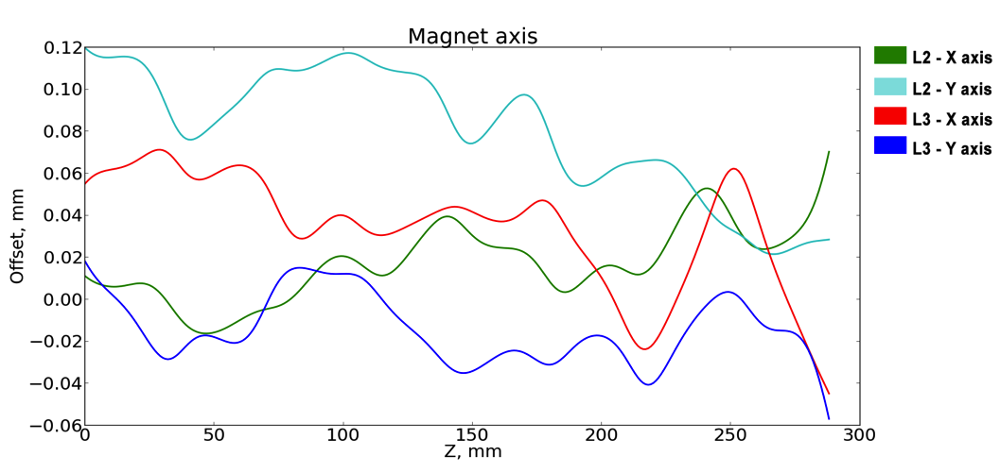 Magnet axis
0.12
0.10
0.08
0.06
0.04
0.02
0.00
−0.02
−0.04
−0.06
Offset, mm
0 50 100 150 200 250 300
Z, mm
L2 - X axis
L2 - Y axis
L3 - X axis
L3 - Y axis